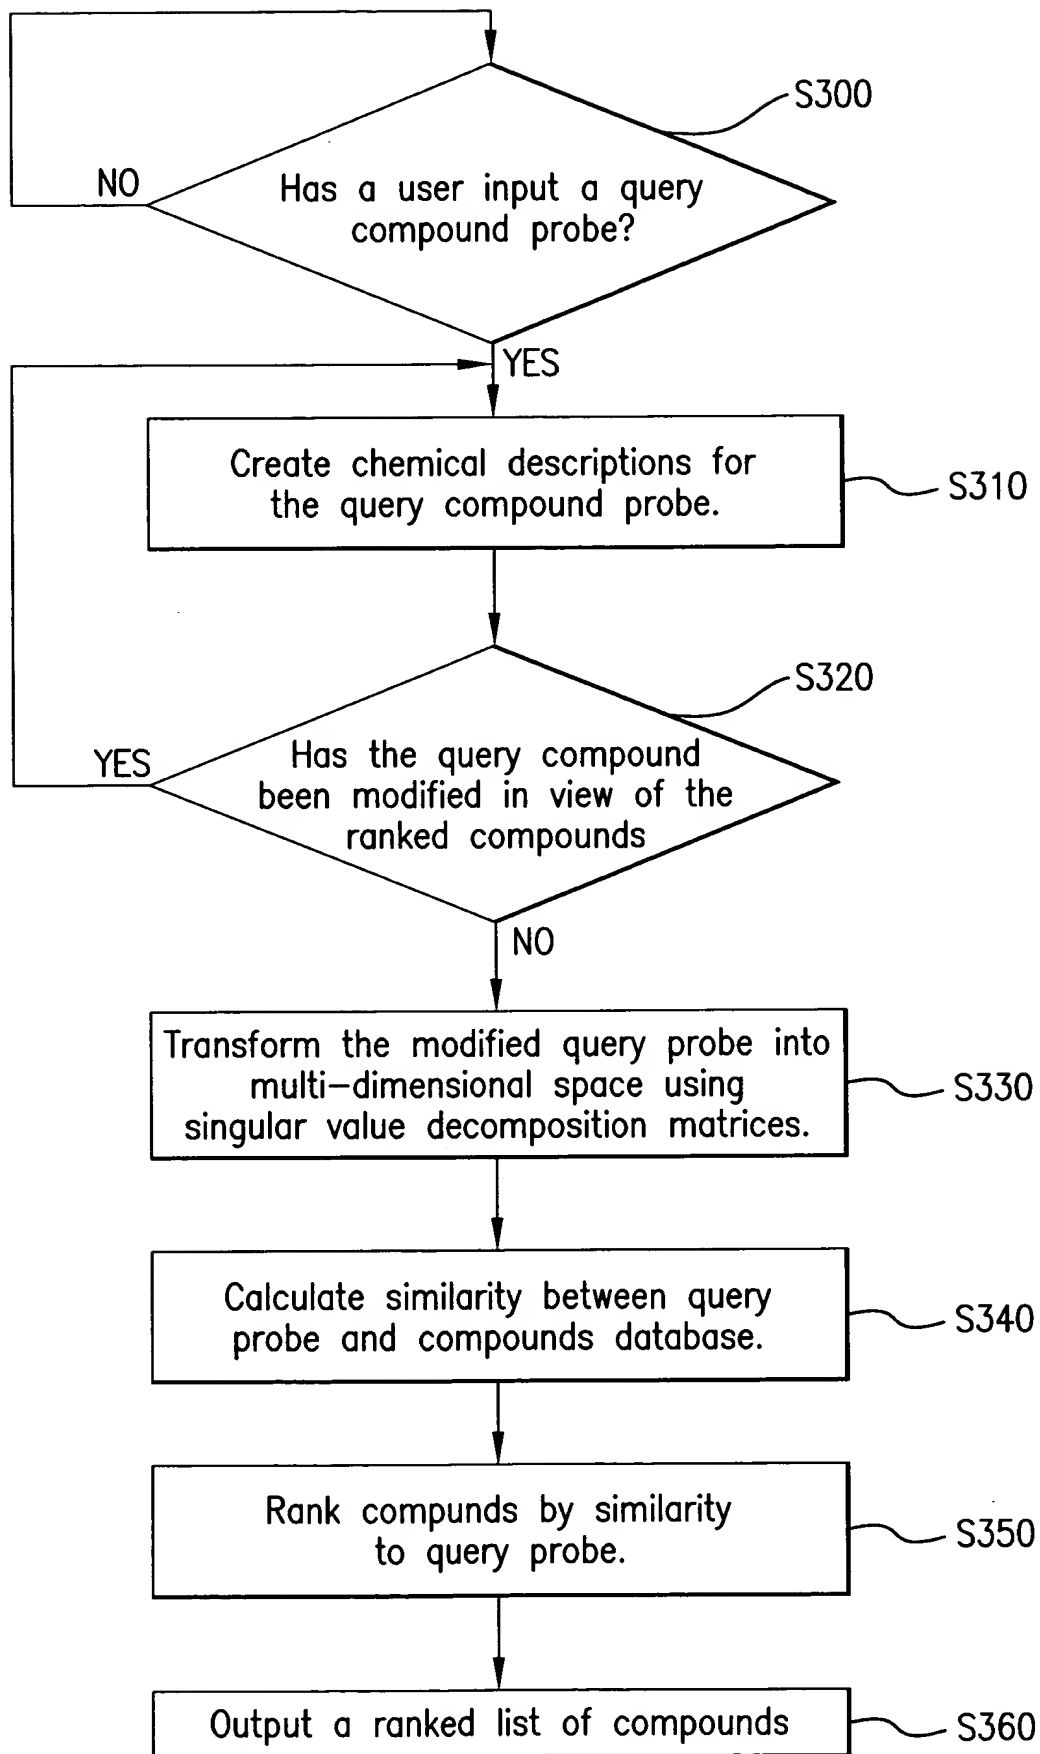 S300
NO
Has a user input a query
compound probe?
YES
Create chemical descriptions for
the query compound probe.
S310
S320
YES
Has the query compound
been modified in view of the
ranked compounds
NO
Transform the modified query probe into
multi-dimensional space using
singular value decomposition matrices.
S330
Calculate similarity between query
probe and compounds database.
S340
Rank compunds by similarity
to query probe.
S350
Output a ranked list of compounds
S360